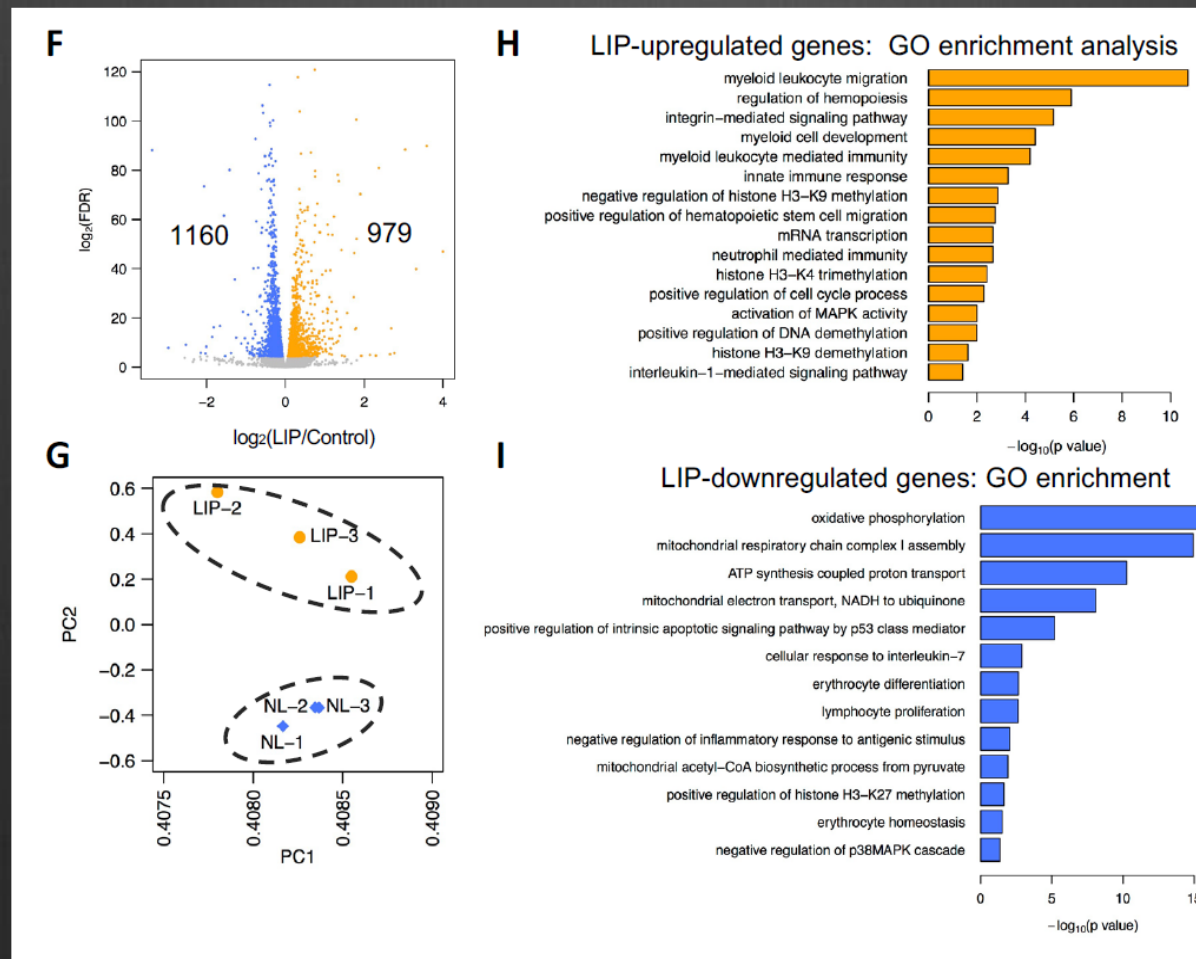 F
120
100
80
60
40
20
0
log₂(FDR)
1160
979
−2
0
2
4
log₂(LIP/Control)
G
0.6
0.4
0.2
0.0
−0.2
−0.4
−0.6
PC2
LIP−2
LIP−3
LIP−1
NL−2
NL−3
NL−1
0.4075
0.4080
0.4085
0.4090
PC1
H
LIP-upregulated genes: GO enrichment analysis
myeloid leukocyte migration
regulation of hemopoiesis
integrin−mediated signaling pathway
myeloid cell development
myeloid leukocyte mediated immunity
innate immune response
negative regulation of histone H3−K9 methylation
positive regulation of hematopoietic stem cell migration
mRNA transcription
neutrophil mediated immunity
histone H3−K4 trimethylation
positive regulation of cell cycle process
activation of MAPK activity
positive regulation of DNA demethylation
histone H3−K9 demethylation
interleukin−1−mediated signaling pathway
0 2 4 6 8 10
−log₁₀(p value)
I
LIP-downregulated genes: GO enrichment
oxidative phosphorylation
mitochondrial respiratory chain complex I assembly
ATP synthesis coupled proton transport
mitochondrial electron transport, NADH to ubiquinone
positive regulation of intrinsic apoptotic signaling pathway by p53 class mediator
cellular response to interleukin−7
erythrocyte differentiation
lymphocyte proliferation
negative regulation of inflammatory response to antigenic stimulus
mitochondrial acetyl−CoA biosynthetic process from pyruvate
positive regulation of histone H3−K27 methylation
erythrocyte homeostasis
negative regulation of p38MAPK cascade
0 5 10 15
−log₁₀(p value)